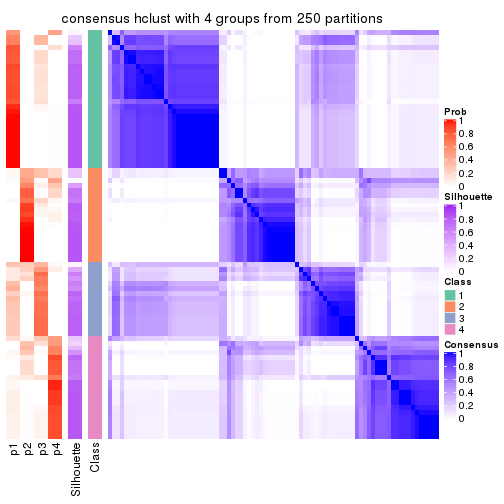 consensus hclust with 4 groups from 250 partitions
Prob
1
0.8
0.6
0.4
0.2
0
Silhouette
1
0.8
0.6
0.4
0.2
0
Class
1
2
3
4
Consensus
1
0.8
0.6
0.4
0.2
0
p1
p2
p3
p4
Silhouette
Class